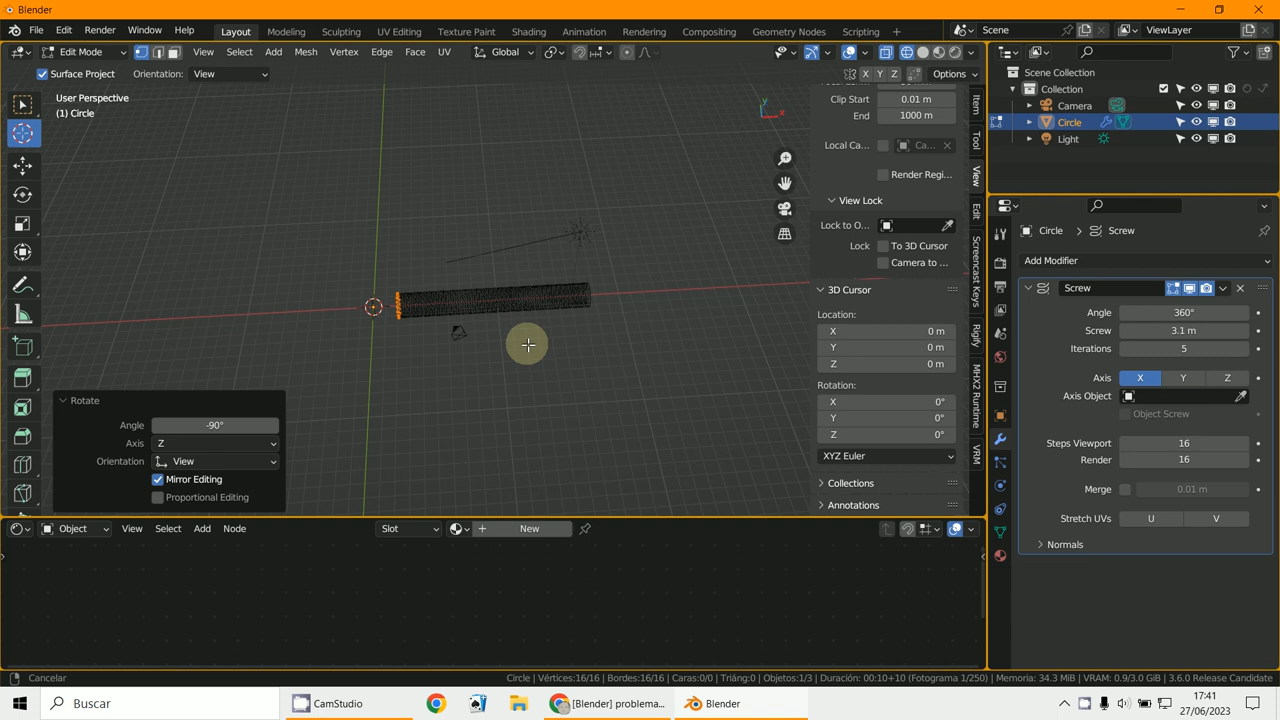 Blender
File Edit Render Window Help Layout Modeling Sculpting UV Editing Texture Paint Shading Animation Rendering Compositing Geometry Nodes Scripting + Scene ViewLayer
Edit Mode View Select Add Mesh Vertex Edge Face UV Global
Surface Project Orientation: View X Y Z Options
User Perspective
(1) Circle
Clip Start 0.01 m
End 1000 m
Local Ca... Ca...
Render Regi...
View Lock
Lock to O...
Lock To 3D Cursor
Camera to ...
3D Cursor
Location:
X 0 m
Y 0 m
Z 0 m
Rotation:
X 0°
Y 0°
Z 0°
XYZ Euler
Collections
Annotations
Item
Tool
View
Edit
Screencast Keys
Rigify
MHX2 Runtime
VRM
Rotate
Angle -90°
Axis Z
Orientation View
Mirror Editing
Proportional Editing
Scene Collection
Collection
Camera
Circle
Light
Circle > Screw
Add Modifier
Screw
Angle 360°
Screw 3.1 m
Iterations 5
Axis X Y Z
Axis Object
Object Screw
Steps Viewport 16
Render 16
Merge 0.01 m
Stretch UVs U V
Normals
Object View Select Add Node Slot New
Cancelar Circle | Vértices:16/16 | Bordes:16/16 | Caras:0/0 | Triáng:0 | Objetos:1/3 | Duración: 00:10+10 (Fotograma 1/250) | Memoria: 34.3 MiB | VRAM: 0.9/3.0 GiB | 3.6.0 Release Candidate
Buscar CamStudio [Blender] problema... Blender 17:41
27/06/2023